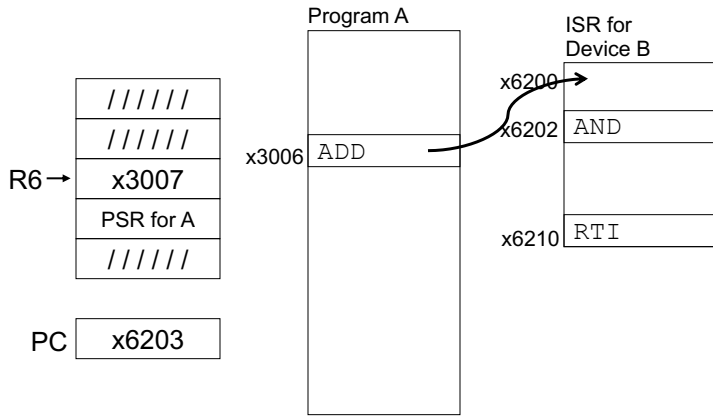 Program A
ISR for
Device B
//////
//////
R6 x3007
PSR for A
//////
PC x6203
x3006 ADD
x6200
x6202 AND
x6210 RTI